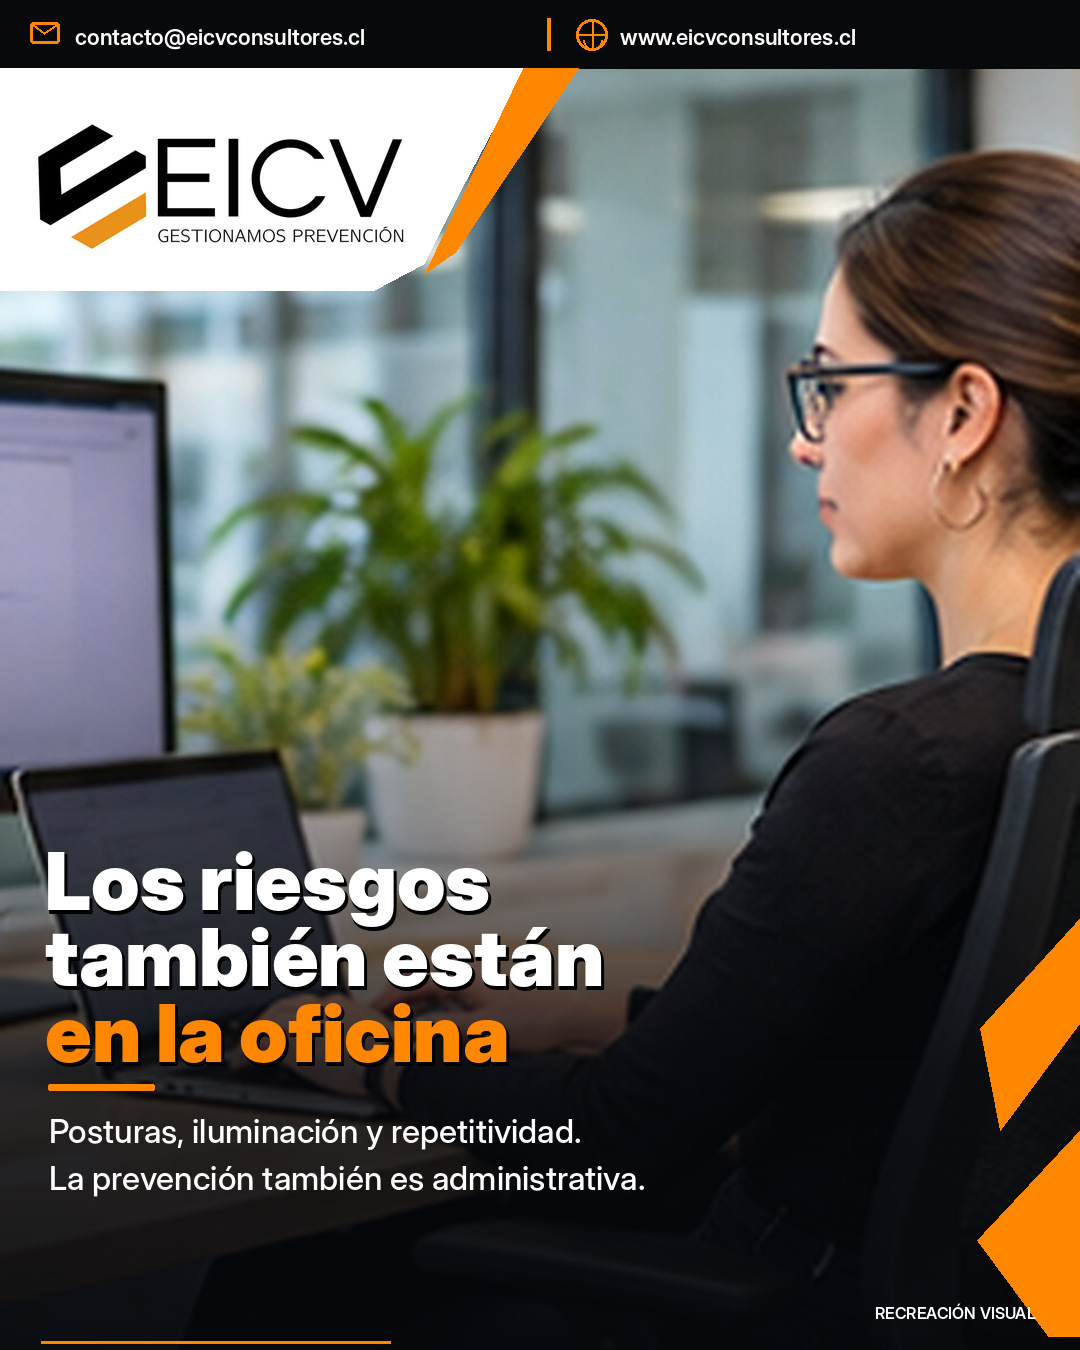 contacto@eicvconsultores.cl
www.eicvconsultores.cl
EICV
GESTIONAMOS PREVENCIÓN
Los riesgos
también están
en la oficina
Posturas, iluminación y repetitividad.
La prevención también es administrativa.
RECREACIÓN VISUAL